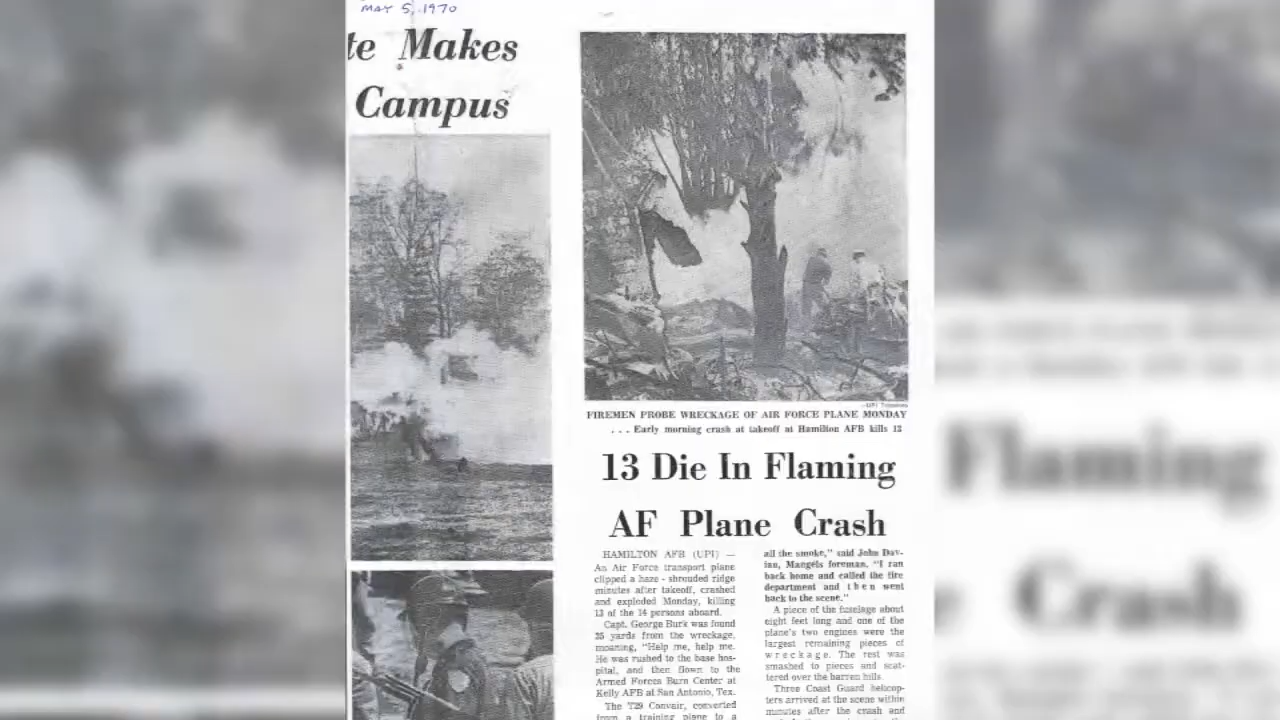 MAY 5, 1970
te Makes
Campus
—UPI Telephoto
FIREMEN PROBE WRECKAGE OF AIR FORCE PLANE MONDAY
. . . Early morning crash at takeoff at Hamilton AFB kills 13
13 Die In Flaming
AF Plane Crash
HAMILTON AFB (UPI) —
An Air Force transport plane
clipped a haze - shrouded ridge
minutes after takeoff, crashed
and exploded Monday, killing
13 of the 14 persons aboard.
Capt. George Burk was found
35 yards from the wreckage,
moaning, "Help me, help me.
He was rushed to the base hos-
pital, and then flown to the
Armed Forces Burn Center at
Kelly AFB at San Antonio, Tex.
The T29 Convair, converted
from a training plane to a
all the smoke," said John Dav-
ian, Mangels foreman. "I ran
back home and called the fire
department and then went
back to the scene."
A piece of the fuselage about
eight feet long and one of the
plane's two engines were the
largest remaining pieces of
wreckage. The rest was
smashed to pieces and scat-
tered over the barren hills.
Three Coast Guard helicop-
ters arrived at the scene within
minutes after the crash and
Flaming
Crash